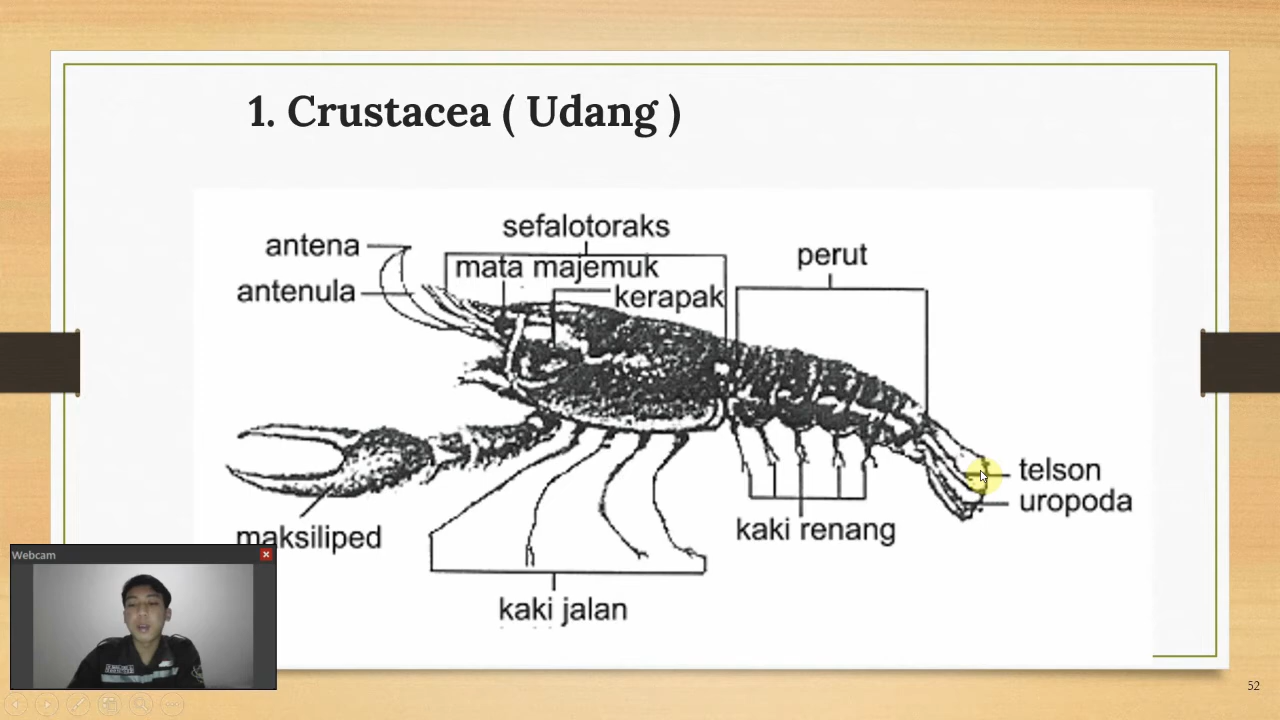 1. Crustacea ( Udang )
sefalotoraks
antena
perut
mata majemuk
antenula
kerapak
telson
uropoda
kaki renang
maksiliped
kaki jalan
Webcam
52